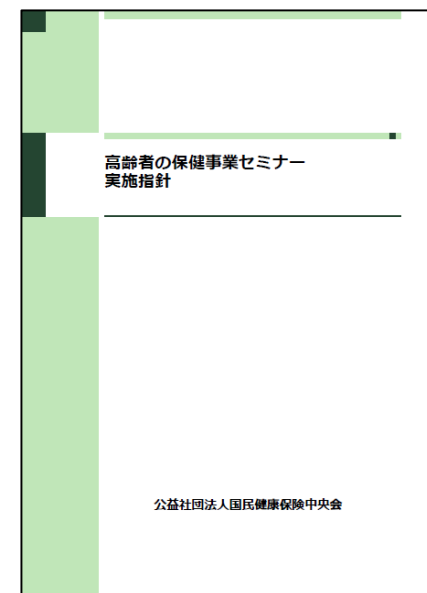 高齢者の保健事業セミナー
実施指針
公益社団法人国民健康保険中央会